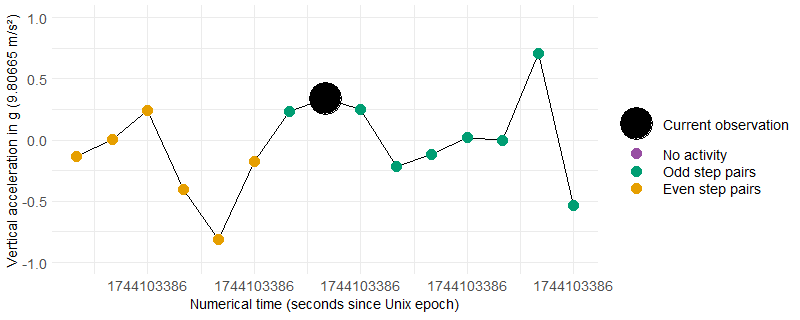 Vertical acceleration in g (9.80665 m/s²)
1.0
0.5
0.0
-0.5
-1.0
1744103386 1744103386 1744103386 1744103386 1744103386
Numerical time (seconds since Unix epoch)
Current observation
No activity
Odd step pairs
Even step pairs